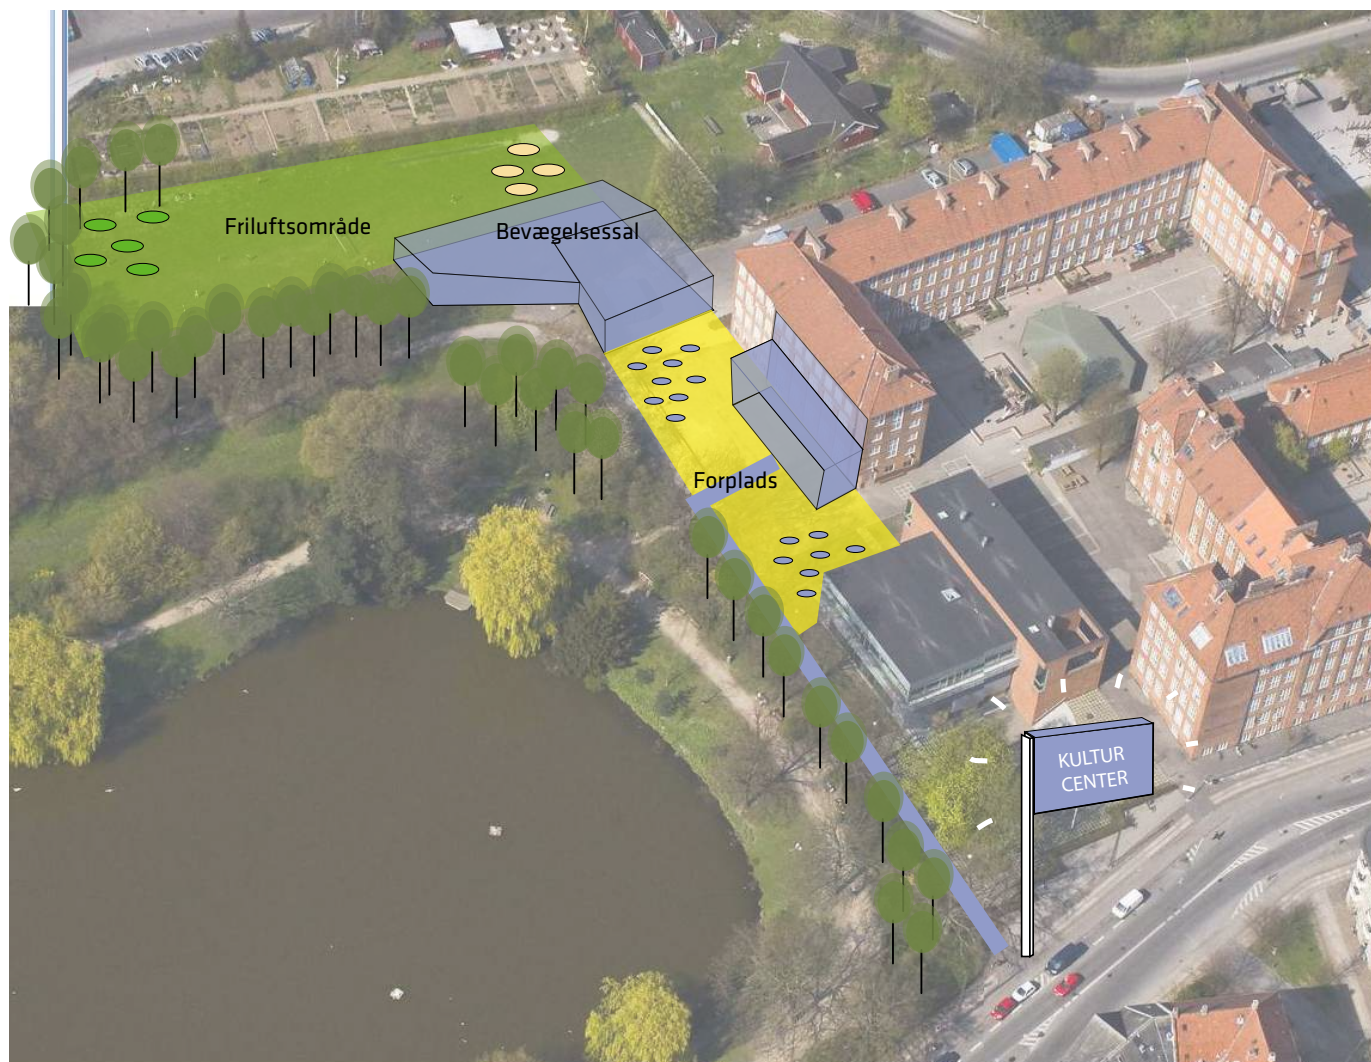 Friluftsområde
Bevægelsessal
Forplads
KULTUR
CENTER